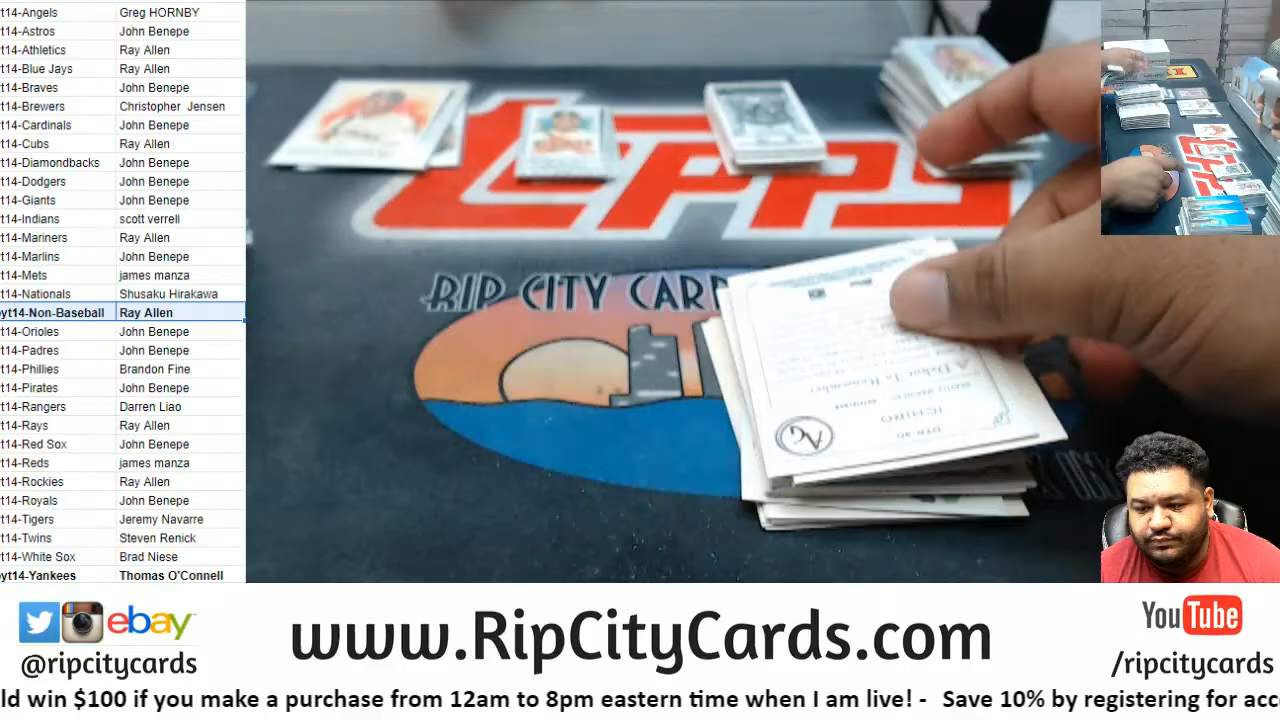 t14-Angels Greg HORNBY
t14-Astros John Benepe
t14-Athletics Ray Allen
t14-Blue Jays Ray Allen
t14-Braves John Benepe
t14-Brewers Christopher Jensen
t14-Cardinals John Benepe
t14-Cubs Ray Allen
t14-Diamondbacks John Benepe
t14-Dodgers John Benepe
t14-Giants John Benepe
t14-Indians scott verrell
t14-Mariners Ray Allen
t14-Marlins John Benepe
t14-Mets james manza
t14-Nationals Shusaku Hirakawa
yt14-Non-Baseball Ray Allen
t14-Orioles John Benepe
t14-Padres John Benepe
t14-Phillies Brandon Fine
t14-Pirates John Benepe
t14-Rangers Darren Liao
t14-Rays Ray Allen
t14-Red Sox John Benepe
t14-Reds james manza
t14-Rockies Ray Allen
t14-Royals John Benepe
t14-Tigers Jeremy Navarre
t14-Twins Steven Renick
t14-White Sox Brad Niese
yt14-Yankees Thomas O'Connell
RIP CITY CARD
A Debut To Remember
ICHIRO
AG
ebay
@ripcitycards
www.RipCityCards.com
YouTube
/ripcitycards
ld win $100 if you make a purchase from 12am to 8pm eastern time when I am live! - Save 10% by registering for acc